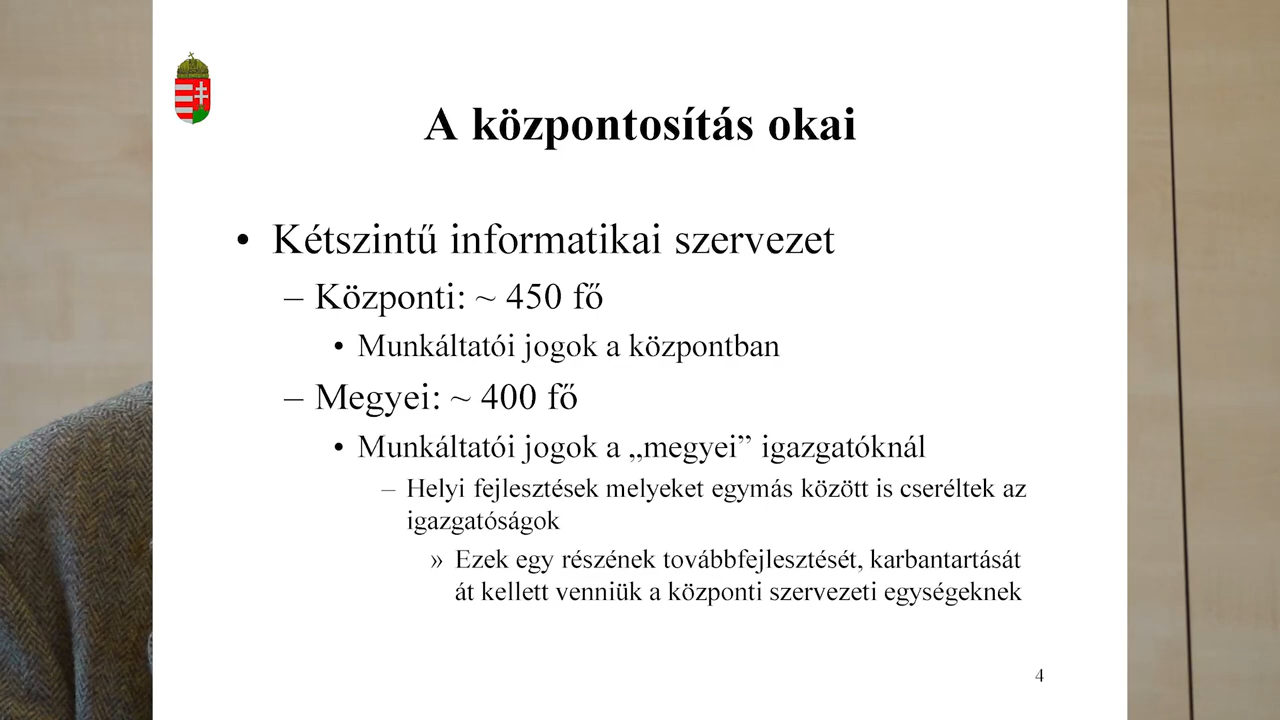 A központosítás okai
• Kétszintű informatikai szervezet
– Központi: ~ 450 fő
• Munkáltatói jogok a központban
– Megyei: ~ 400 fő
• Munkáltatói jogok a „megyei” igazgatóknál
– Helyi fejlesztések melyeket egymás között is cseréltek az
igazgatóságok
» Ezek egy részének továbbfejlesztését, karbantartását
át kellett venniük a központi szervezeti egységeknek
4